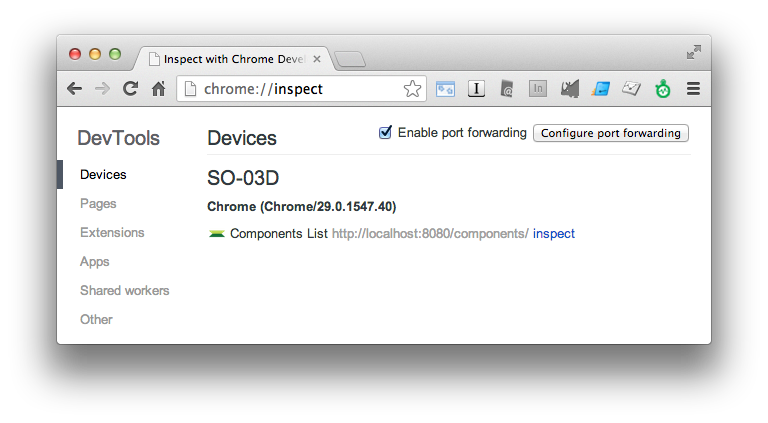 Inspect with Chrome Devel
chrome://inspect
DevTools
Devices
Enable port forwarding
Configure port forwarding
Devices
SO-03D
Pages
Chrome (Chrome/29.0.1547.40)
Extensions
Components List http://localhost:8080/components/ inspect
Apps
Shared workers
Other